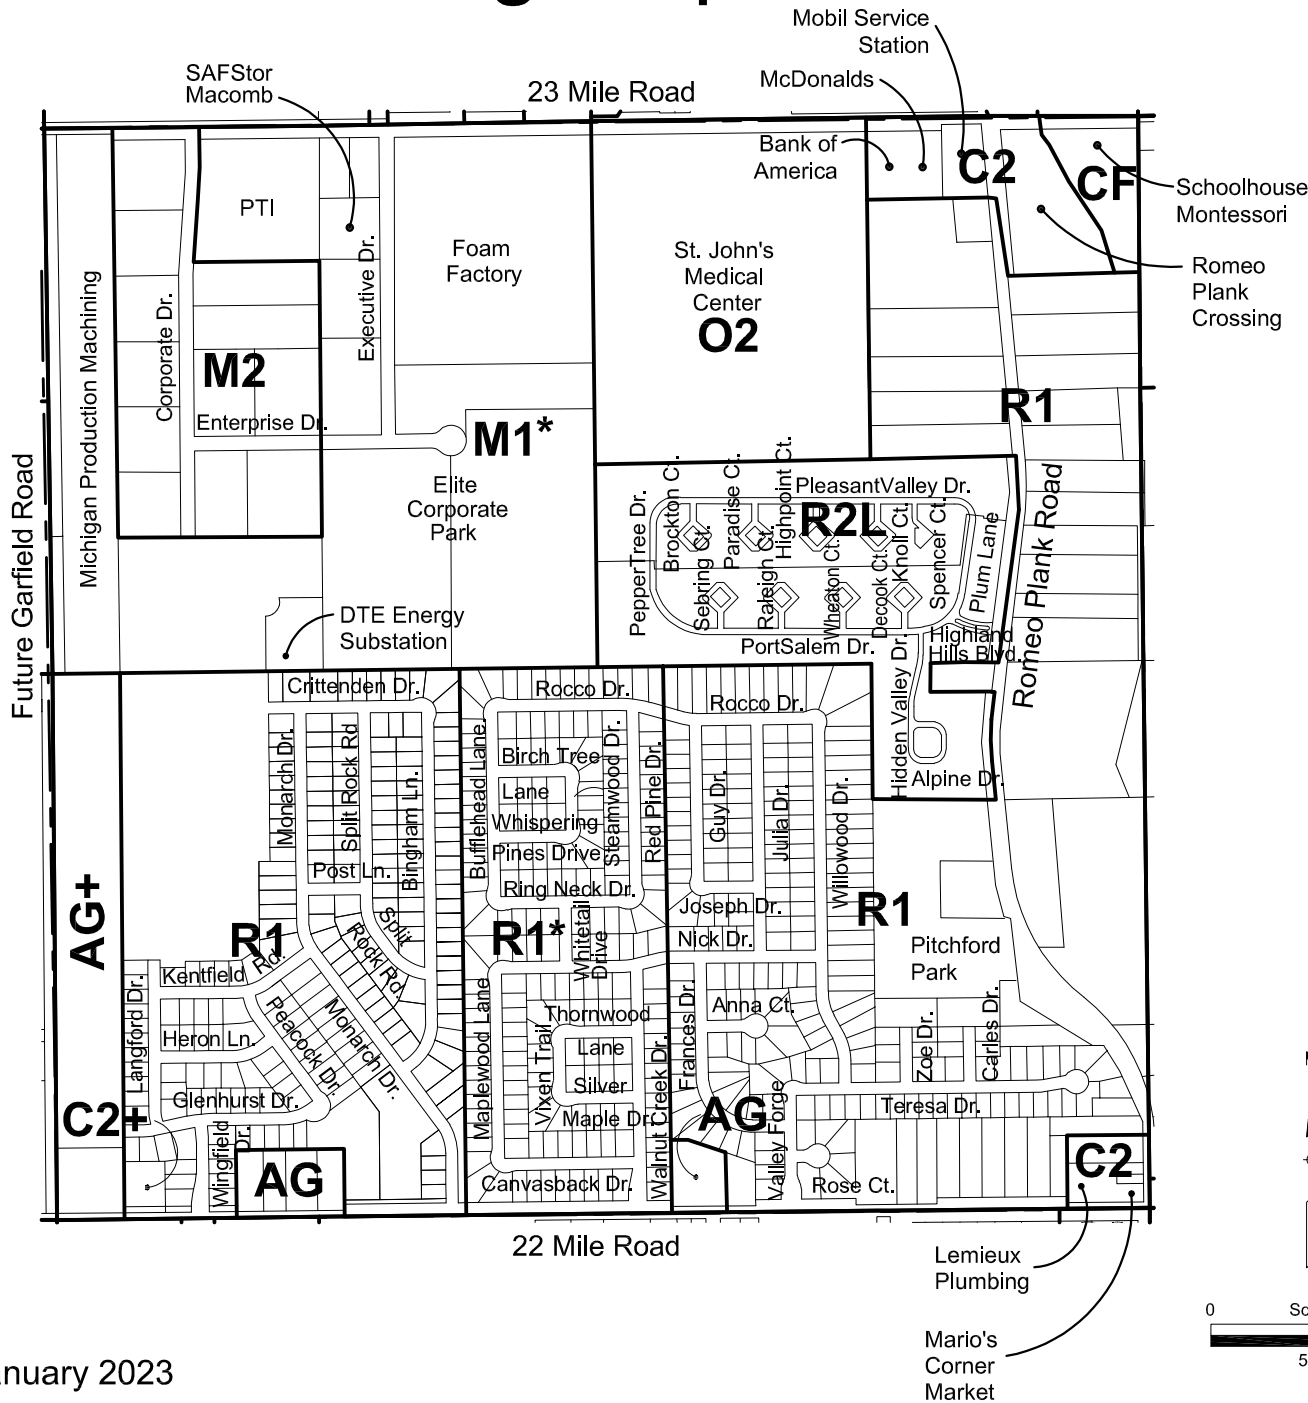 Mobil Service
Station
SAFStor
Macomb
McDonalds
23 Mile Road
Bank of
America
C2
CF
Schoolhouse
Montessori
PTI
Foam
Factory
St. John's
Medical
Center
O2
Romeo
Plank
Crossing
Michigan Production Machining
Corporate Dr.
Executive Dr.
M2
Enterprise Dr.
M1*
R1
Future Garfield Road
Elite
Corporate
Park
PleasantValley Dr.
R2L
PepperTree Dr.
Brockton Ct.
Sebring Ct.
Paradise Ct.
Raleigh Ct.
Highpoint Ct.
Wheaton Ct.
Decook Ct.
Knoll Ct.
Spencer Ct.
Plum Lane
Romeo Plank Road
DTE Energy
Substation
PortSalem Dr.
Highland
Hills Blvd.
Hidden Valley Dr.
Alpine Dr.
Crittenden Dr.
Rocco Dr.
Rocco Dr.
Monarch Dr.
Split Rock Rd
Bingham Ln.
Bufflehead Lane
Birch Tree
Lane
Whispering
Pines Drive
Steamwood Dr.
Red Pine Dr.
Guy Dr.
Julia Dr.
Willowood Dr.
Post Ln.
Ring Neck Dr.
Joseph Dr.
AG+
R1
Split
Rock Rd.
R1*
Whitetail
Drive
Nick Dr.
R1
Pitchford
Park
Kentfield Rd.
Langford Dr.
Heron Ln.
Peacock Dr.
Monarch Dr.
Maplewood Lane
Thornwood
Lane
Silver
Maple Dr.
Vixen Trail
Walnut Creek Dr.
Frances Dr.
Anna Ct.
Zoe Dr.
Carles Dr.
Glenhurst Dr.
C2+
AG
Valley Forge
Teresa Dr.
Wingfield
Dr.
AG
Canvasback Dr.
Rose Ct.
C2
22 Mile Road
Lemieux
Plumbing
Mario's
Corner
Market
0
5
anuary 2023